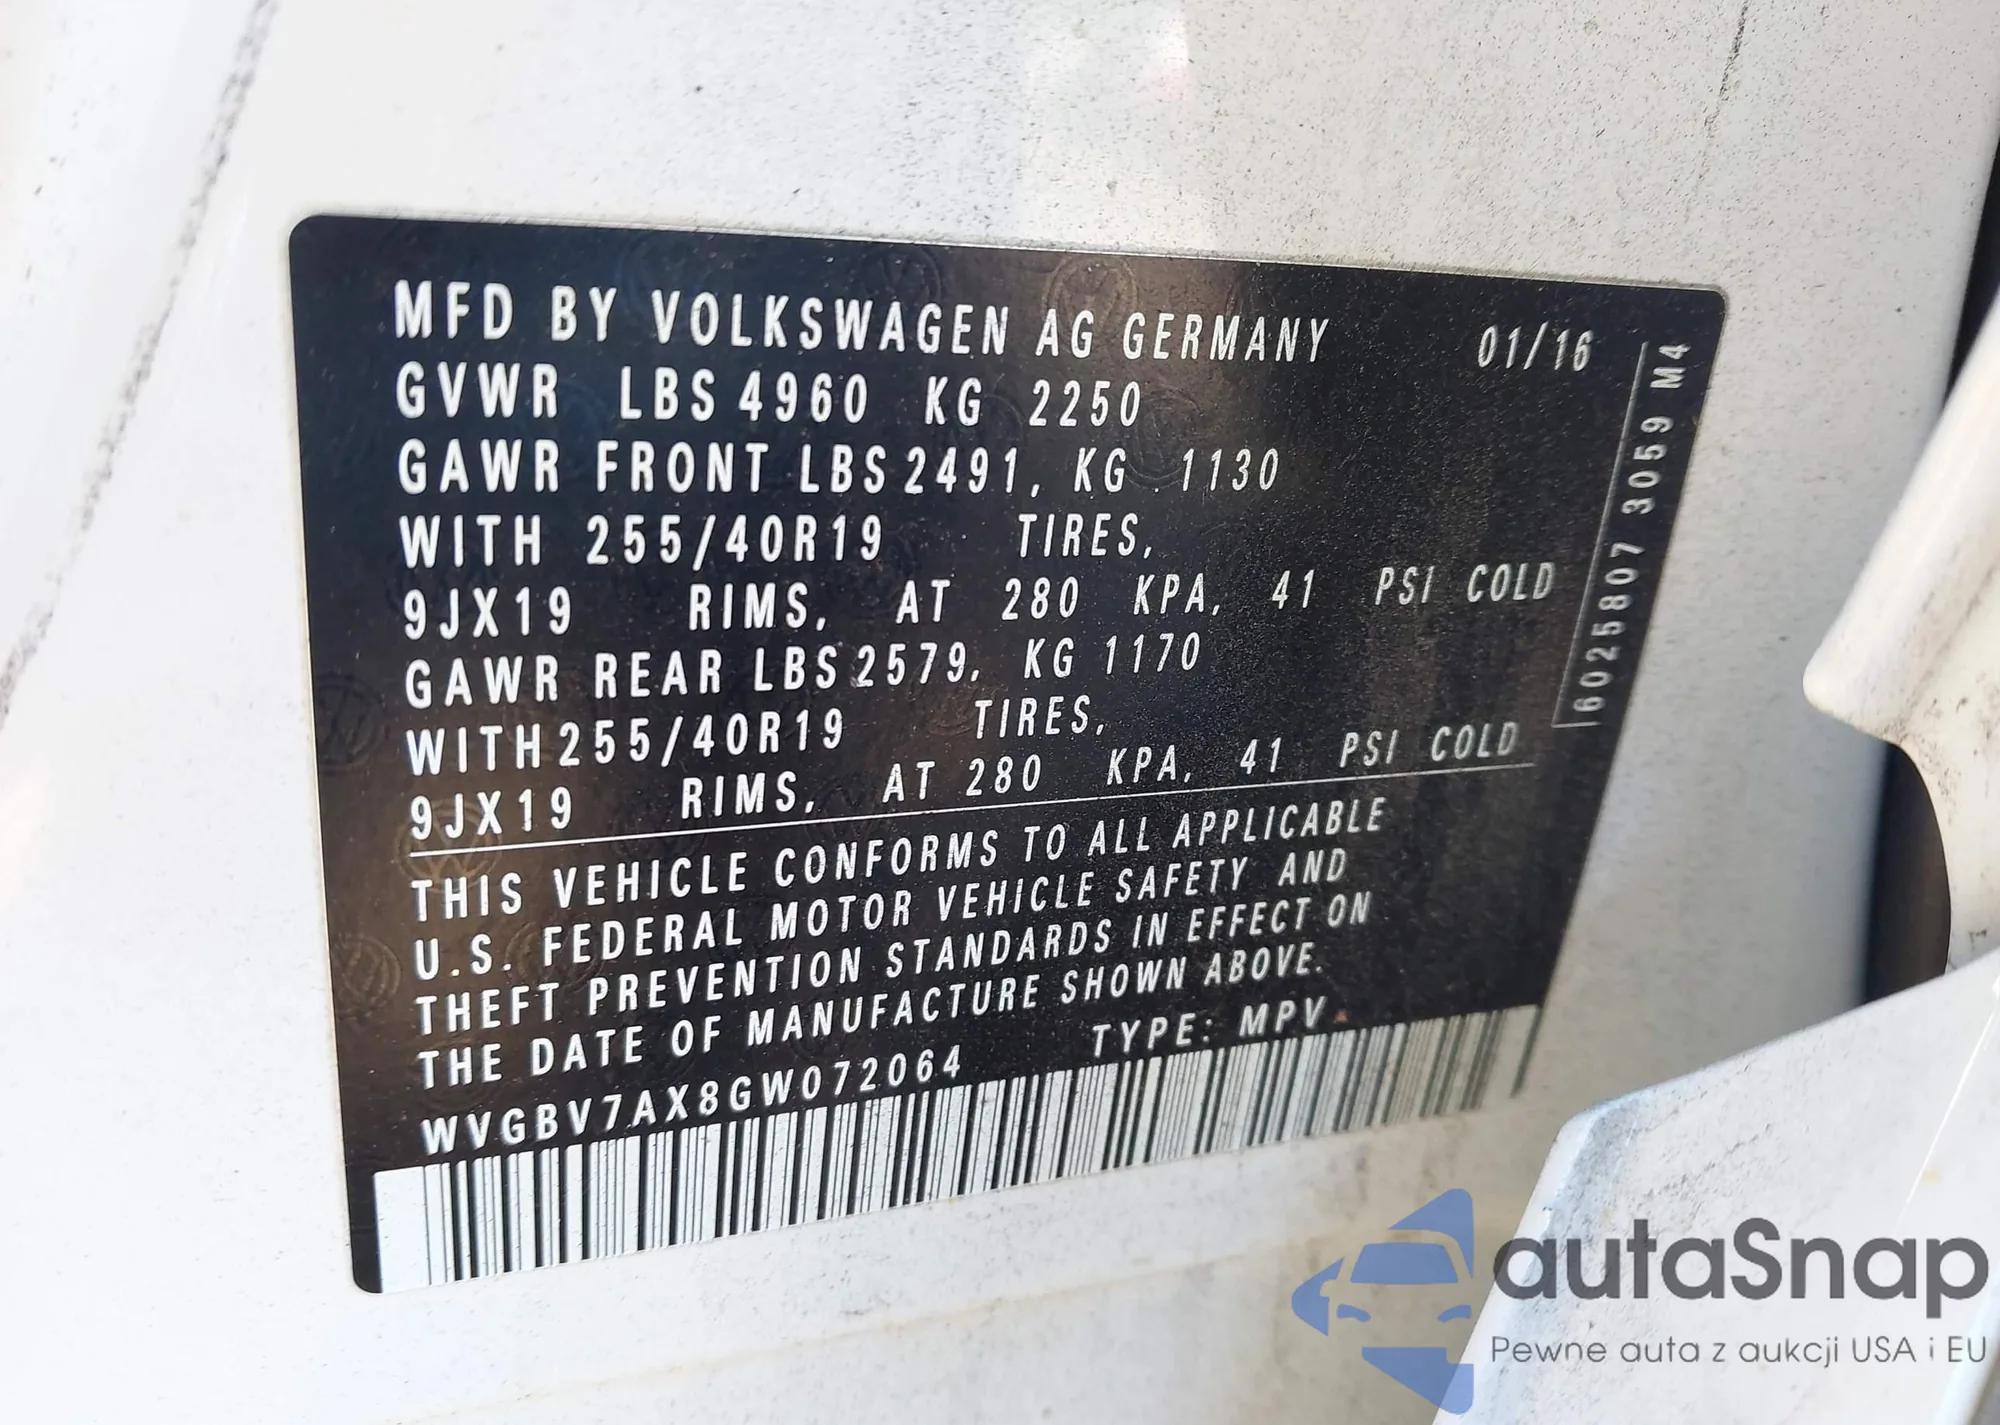 MFD BY VOLKSWAGEN AG GERMANY 01/16
GVWR LBS 4960 KG 2250
GAWR FRONT LBS 2491, KG 1130
WITH 255/40R19 TIRES,
9JX19 RIMS, AT 280 KPA, 41 PSI COLD
GAWR REAR LBS 2579, KG 1170
WITH 255/40R19 TIRES,
9JX19 RIMS, AT 280 KPA, 41 PSI COLD
THIS VEHICLE CONFORMS TO ALL APPLICABLE
U.S. FEDERAL MOTOR VEHICLE SAFETY AND
THEFT PREVENTION STANDARDS IN EFFECT ON
THE DATE OF MANUFACTURE SHOWN ABOVE.
WVGBV7AX8GW072064 TYPE: MPV
6025807 3059 M4
autaSnap
Pewne auta z aukcji USA i EU